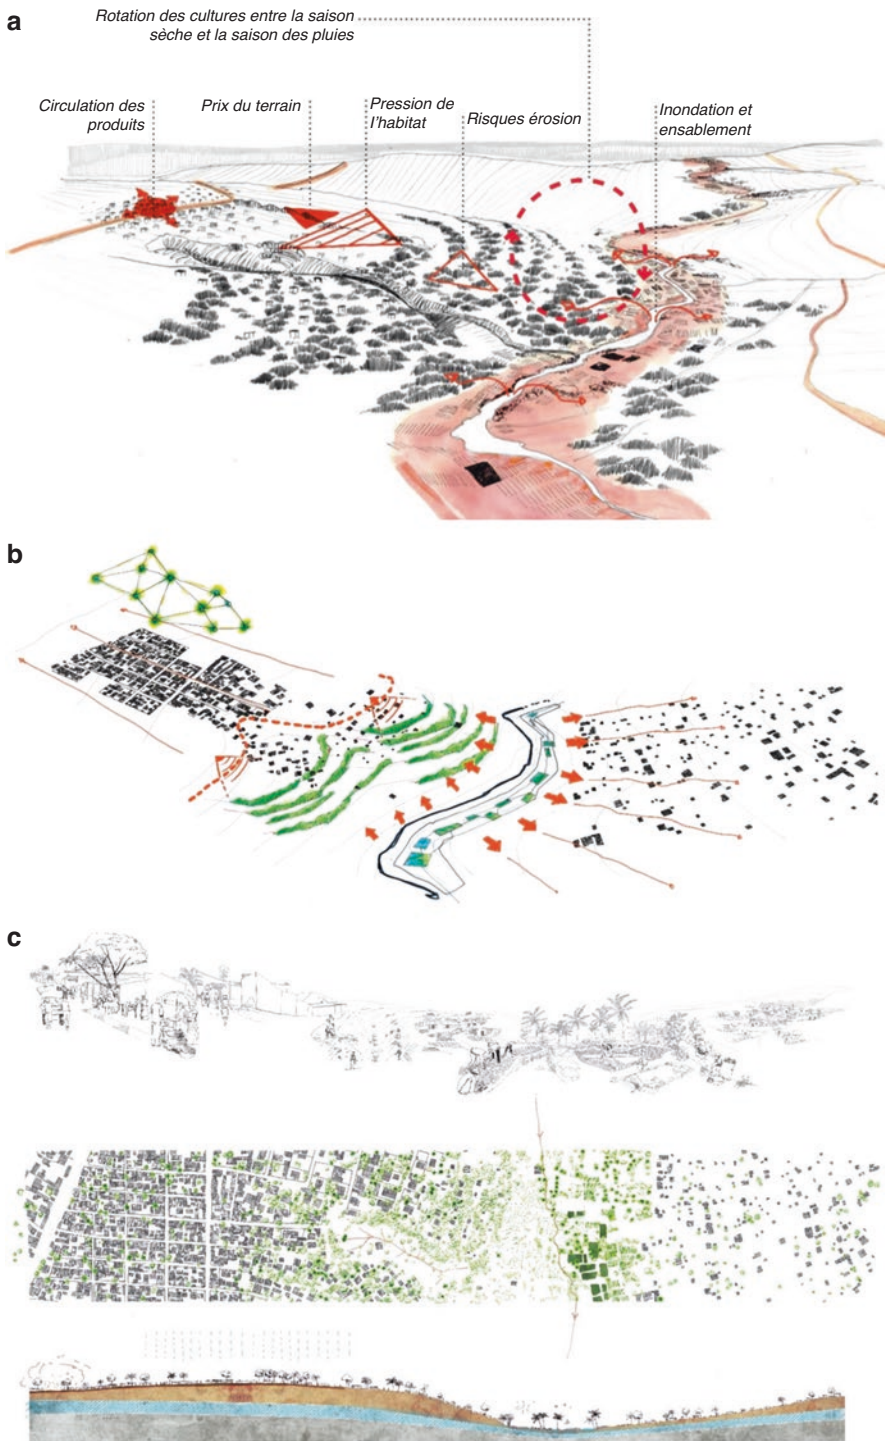 a
Rotation des cultures entre la saison
sèche et la saison des pluies
Circulation des
produits
Prix du terrain
Pression de
l'habitat
Risques érosion
Inondation et
ensablement
b
c